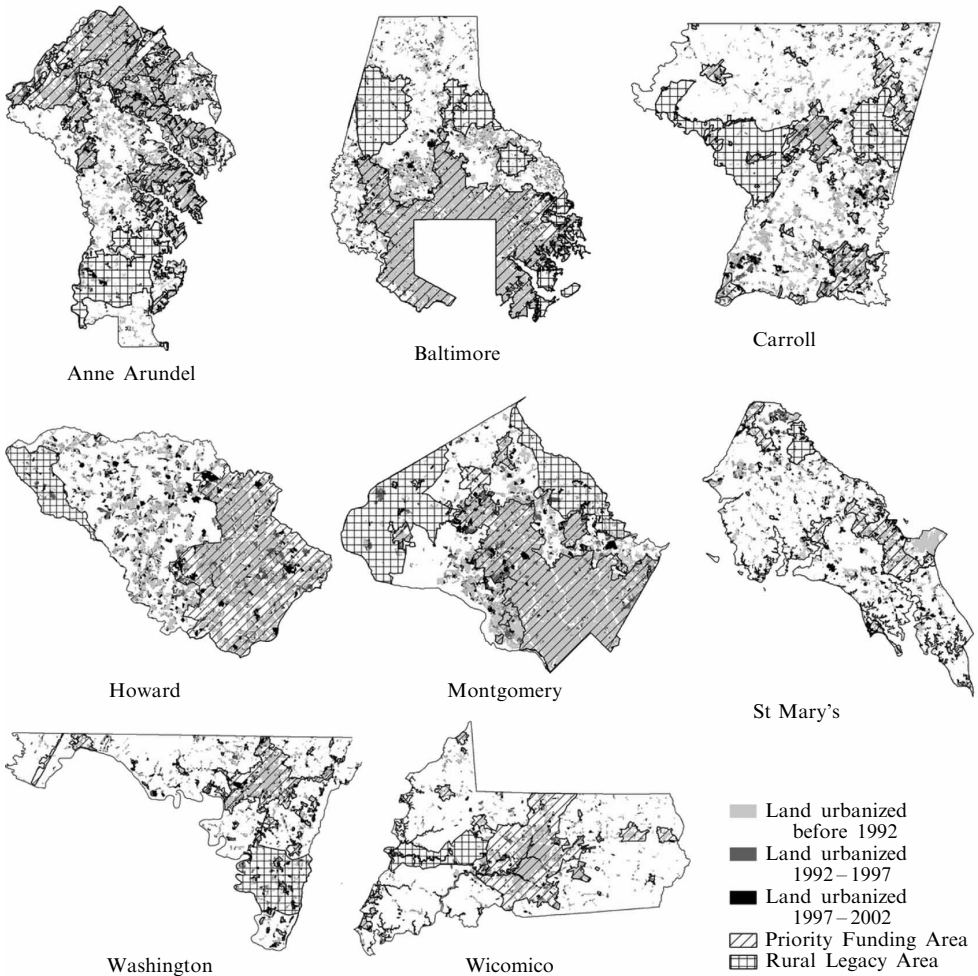 Anne Arundel
Baltimore
Carroll
Howard
Montgomery
St Mary's
Washington
Wicomico
Land urbanized
before 1992
Land urbanized
1992–1997
Land urbanized
1997–2002
Priority Funding Area
Rural Legacy Area